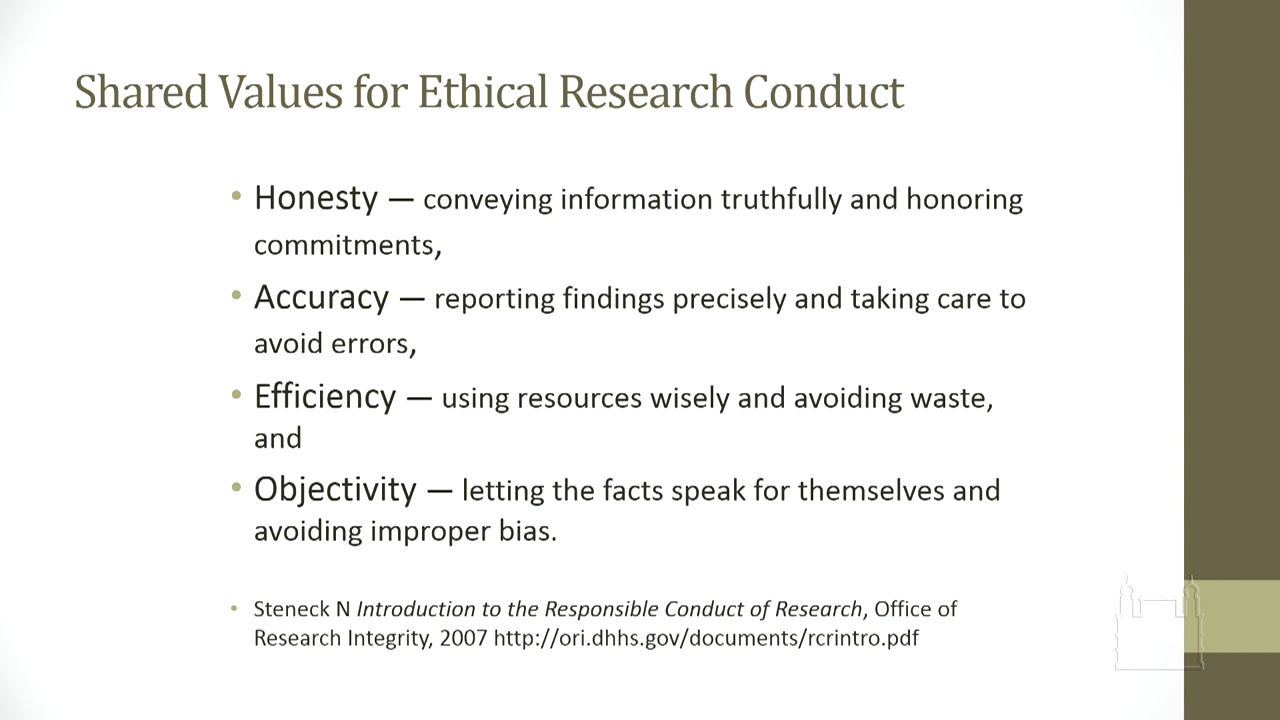 Shared Values for Ethical Research Conduct
• Honesty — conveying information truthfully and honoring
commitments,
• Accuracy — reporting findings precisely and taking care to
avoid errors,
• Efficiency — using resources wisely and avoiding waste,
and
• Objectivity — letting the facts speak for themselves and
avoiding improper bias.
• Steneck N Introduction to the Responsible Conduct of Research, Office of
Research Integrity, 2007 http://ori.dhhs.gov/documents/rcrintro.pdf